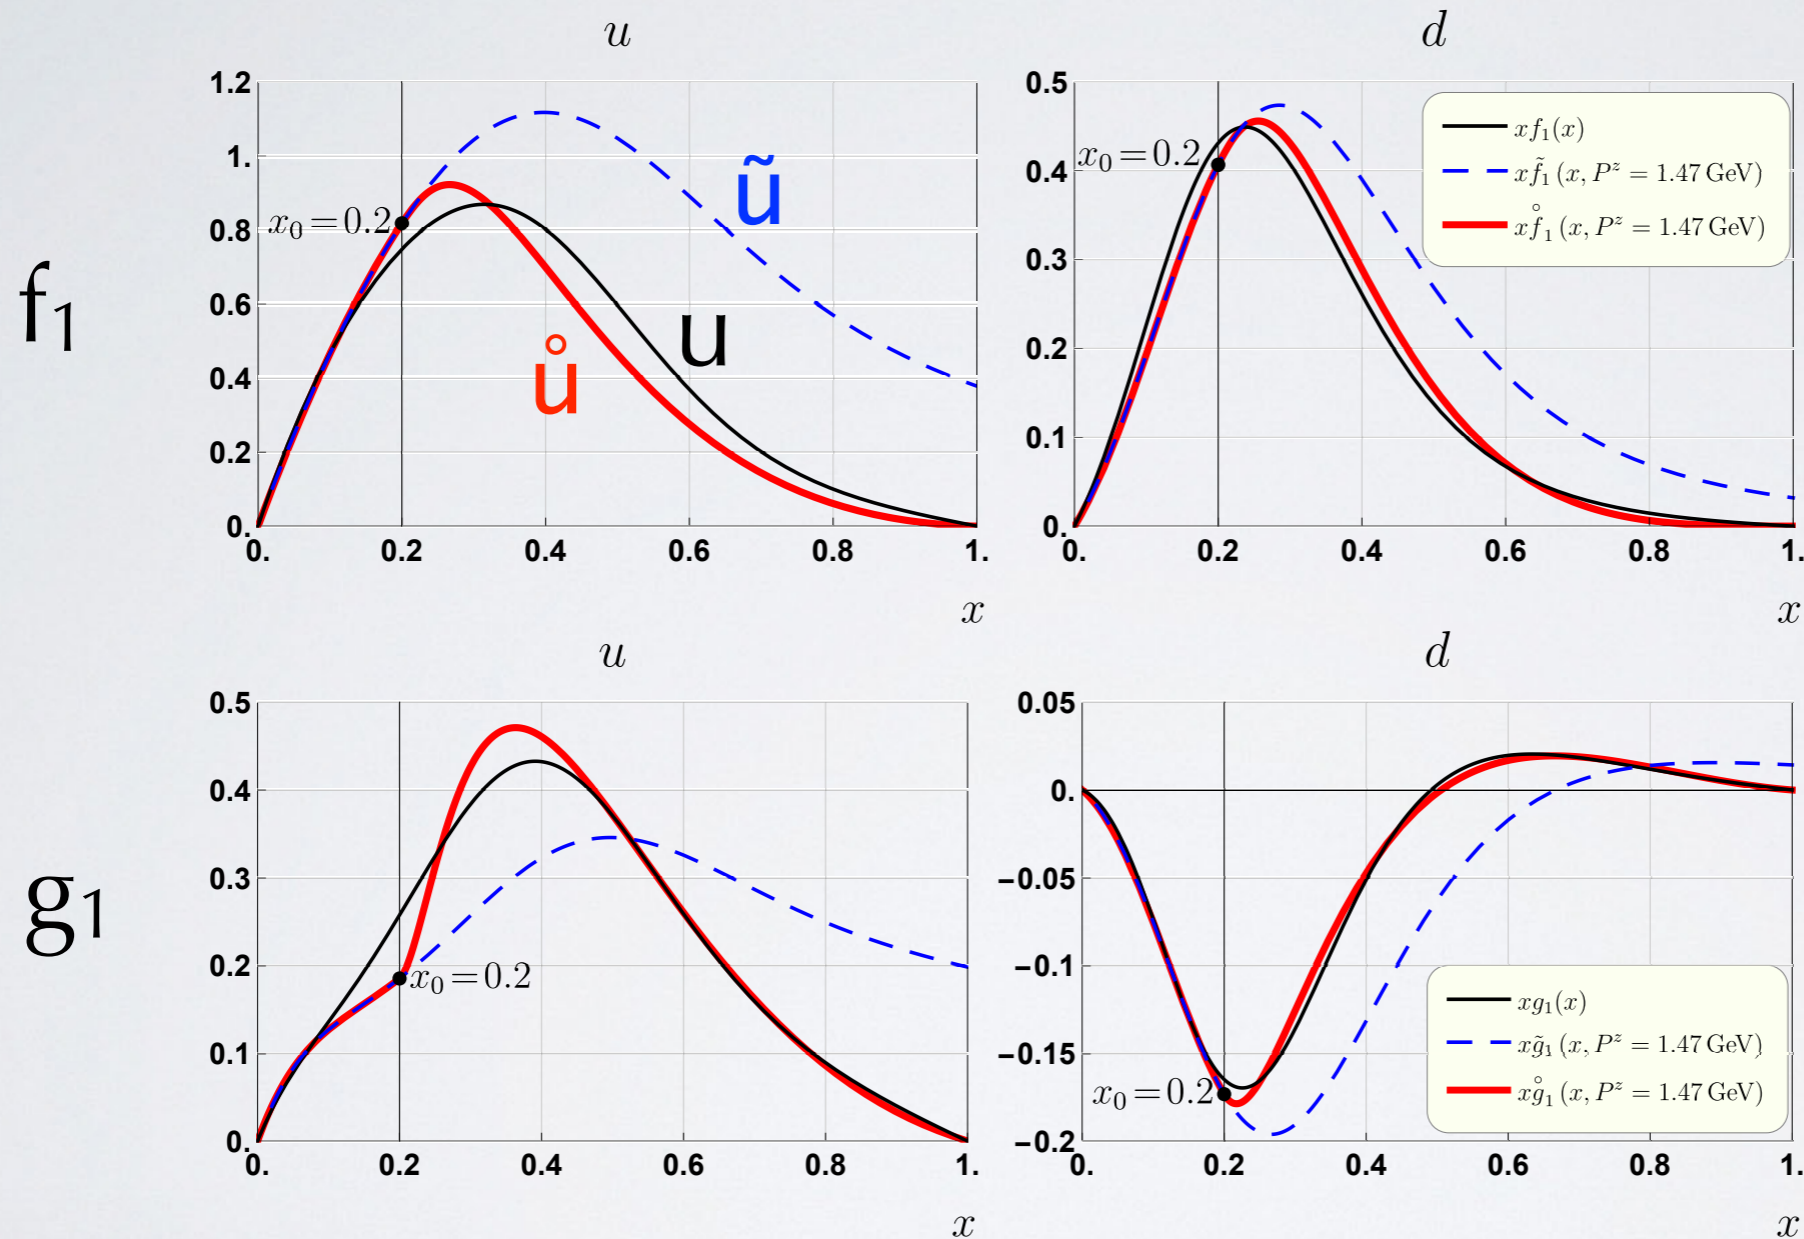 u
d
1.2
1.
0.8
0.6
0.4
0.2
0.
0. 0.2 0.4 0.6 0.8 1.
x
x₀=0.2
ũ
ů
u
0.5
0.4
0.3
0.2
0.1
0.
0. 0.2 0.4 0.6 0.8 1.
x
x₀=0.2
xf₁(x)
xf̃₁(x, Pᶻ = 1.47 GeV)
xf̊₁(x, Pᶻ = 1.47 GeV)
f₁
u
d
0.5
0.4
0.3
0.2
0.1
0.
0. 0.2 0.4 0.6 0.8 1.
x
x₀=0.2
0.05
0.
−0.05
−0.1
−0.15
−0.2
0. 0.2 0.4 0.6 0.8 1.
x
x₀=0.2
xg₁(x)
xg̃₁(x, Pᶻ = 1.47 GeV)
xg̊₁(x, Pᶻ = 1.47 GeV)
g₁